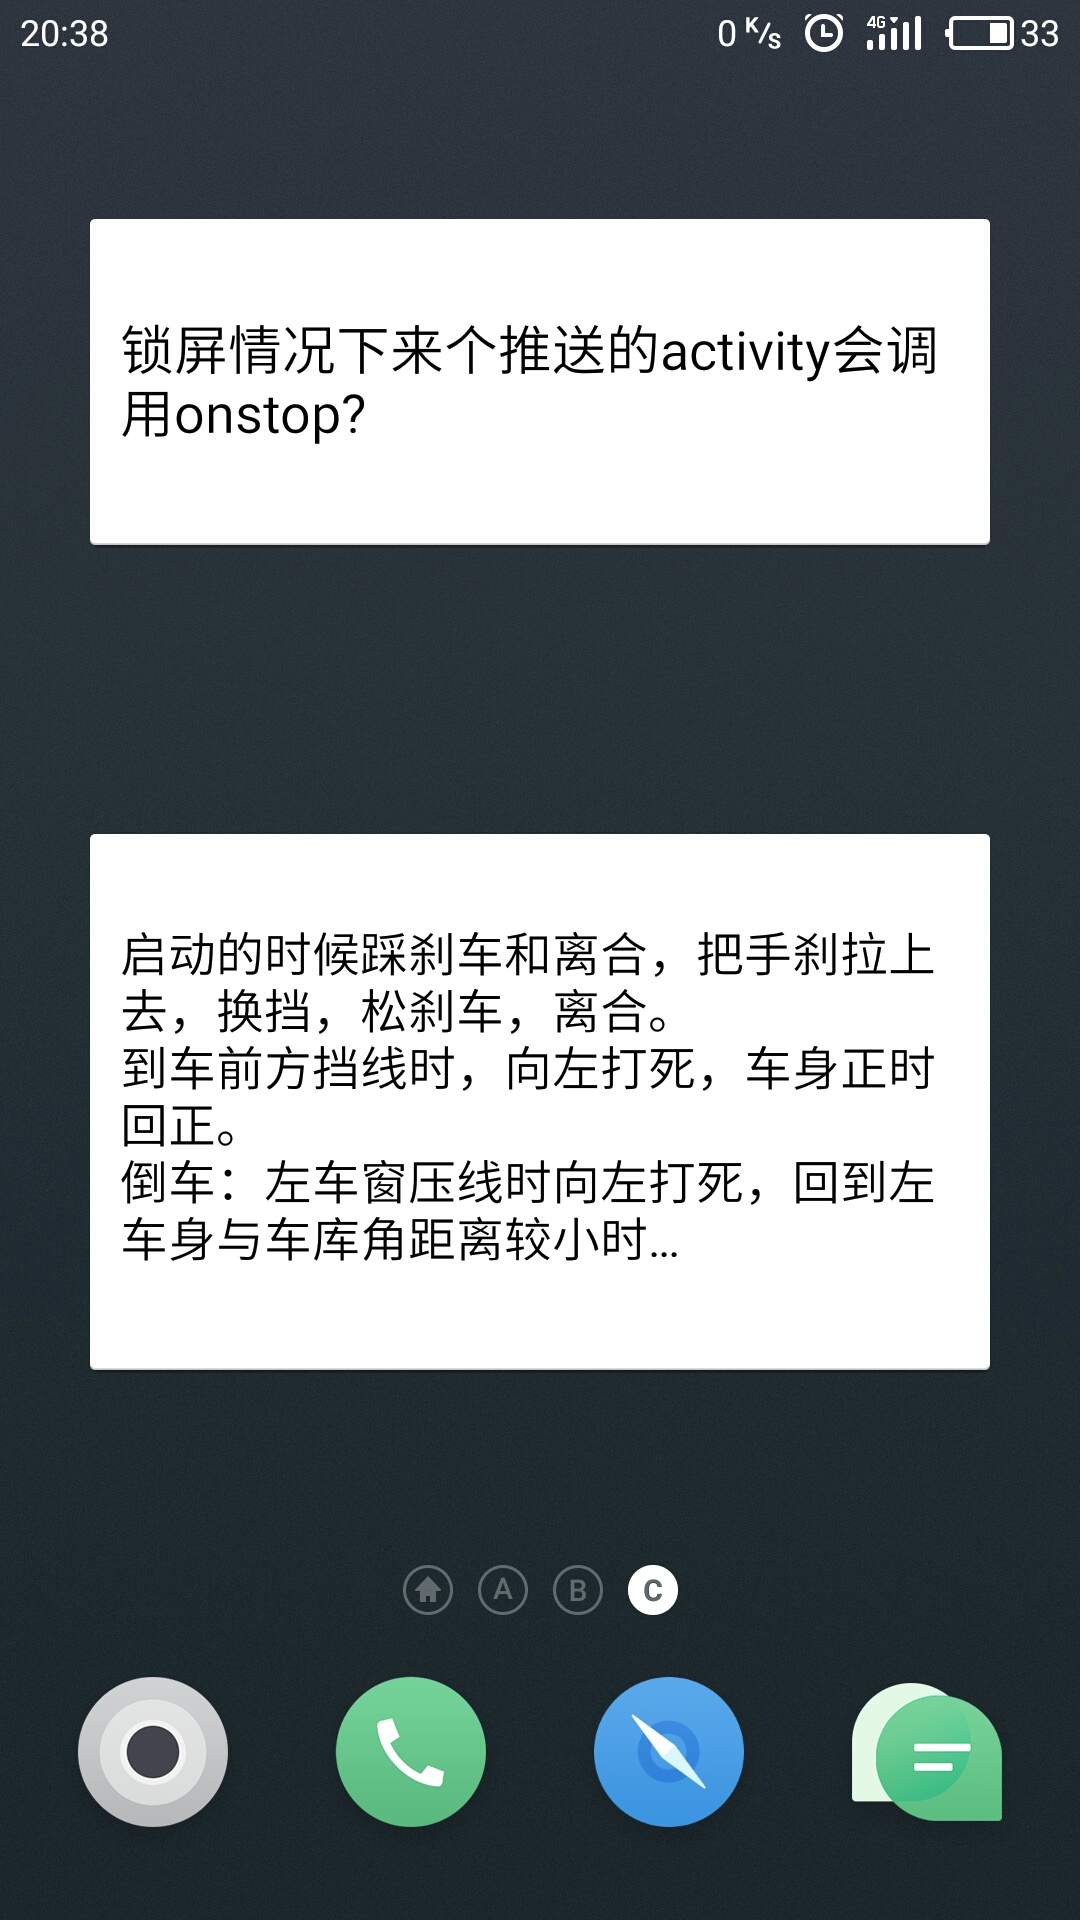 20:38
0 K/s 4G 33
锁屏情况下来个推送的activity会调
用onstop?
启动的时候踩刹车和离合，把手刹拉上
去，换挡，松刹车，离合。
到车前方挡线时，向左打死，车身正时
回正。
倒车：左车窗压线时向左打死，回到左
车身与车库角距离较小时...
A B C